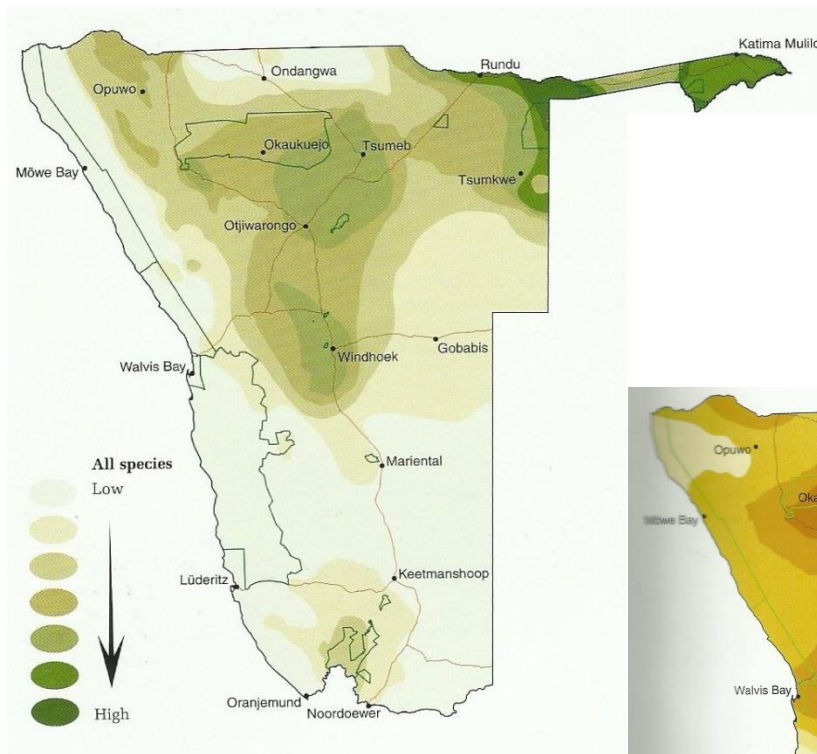 Katima Mulilo
Rundu
Ondangwa
Opuwo
Okaukuejo
Tsumeb
Möwe Bay
Tsumkwe
Otjiwarongo
Windhoek
Gobabis
Walvis Bay
Mariental
All species
Low
Keetmanshoop
Lüderitz
Oranjemund
Noordoewer
High
Opuwo
Oka
Möwe Bay
Walvis Bay